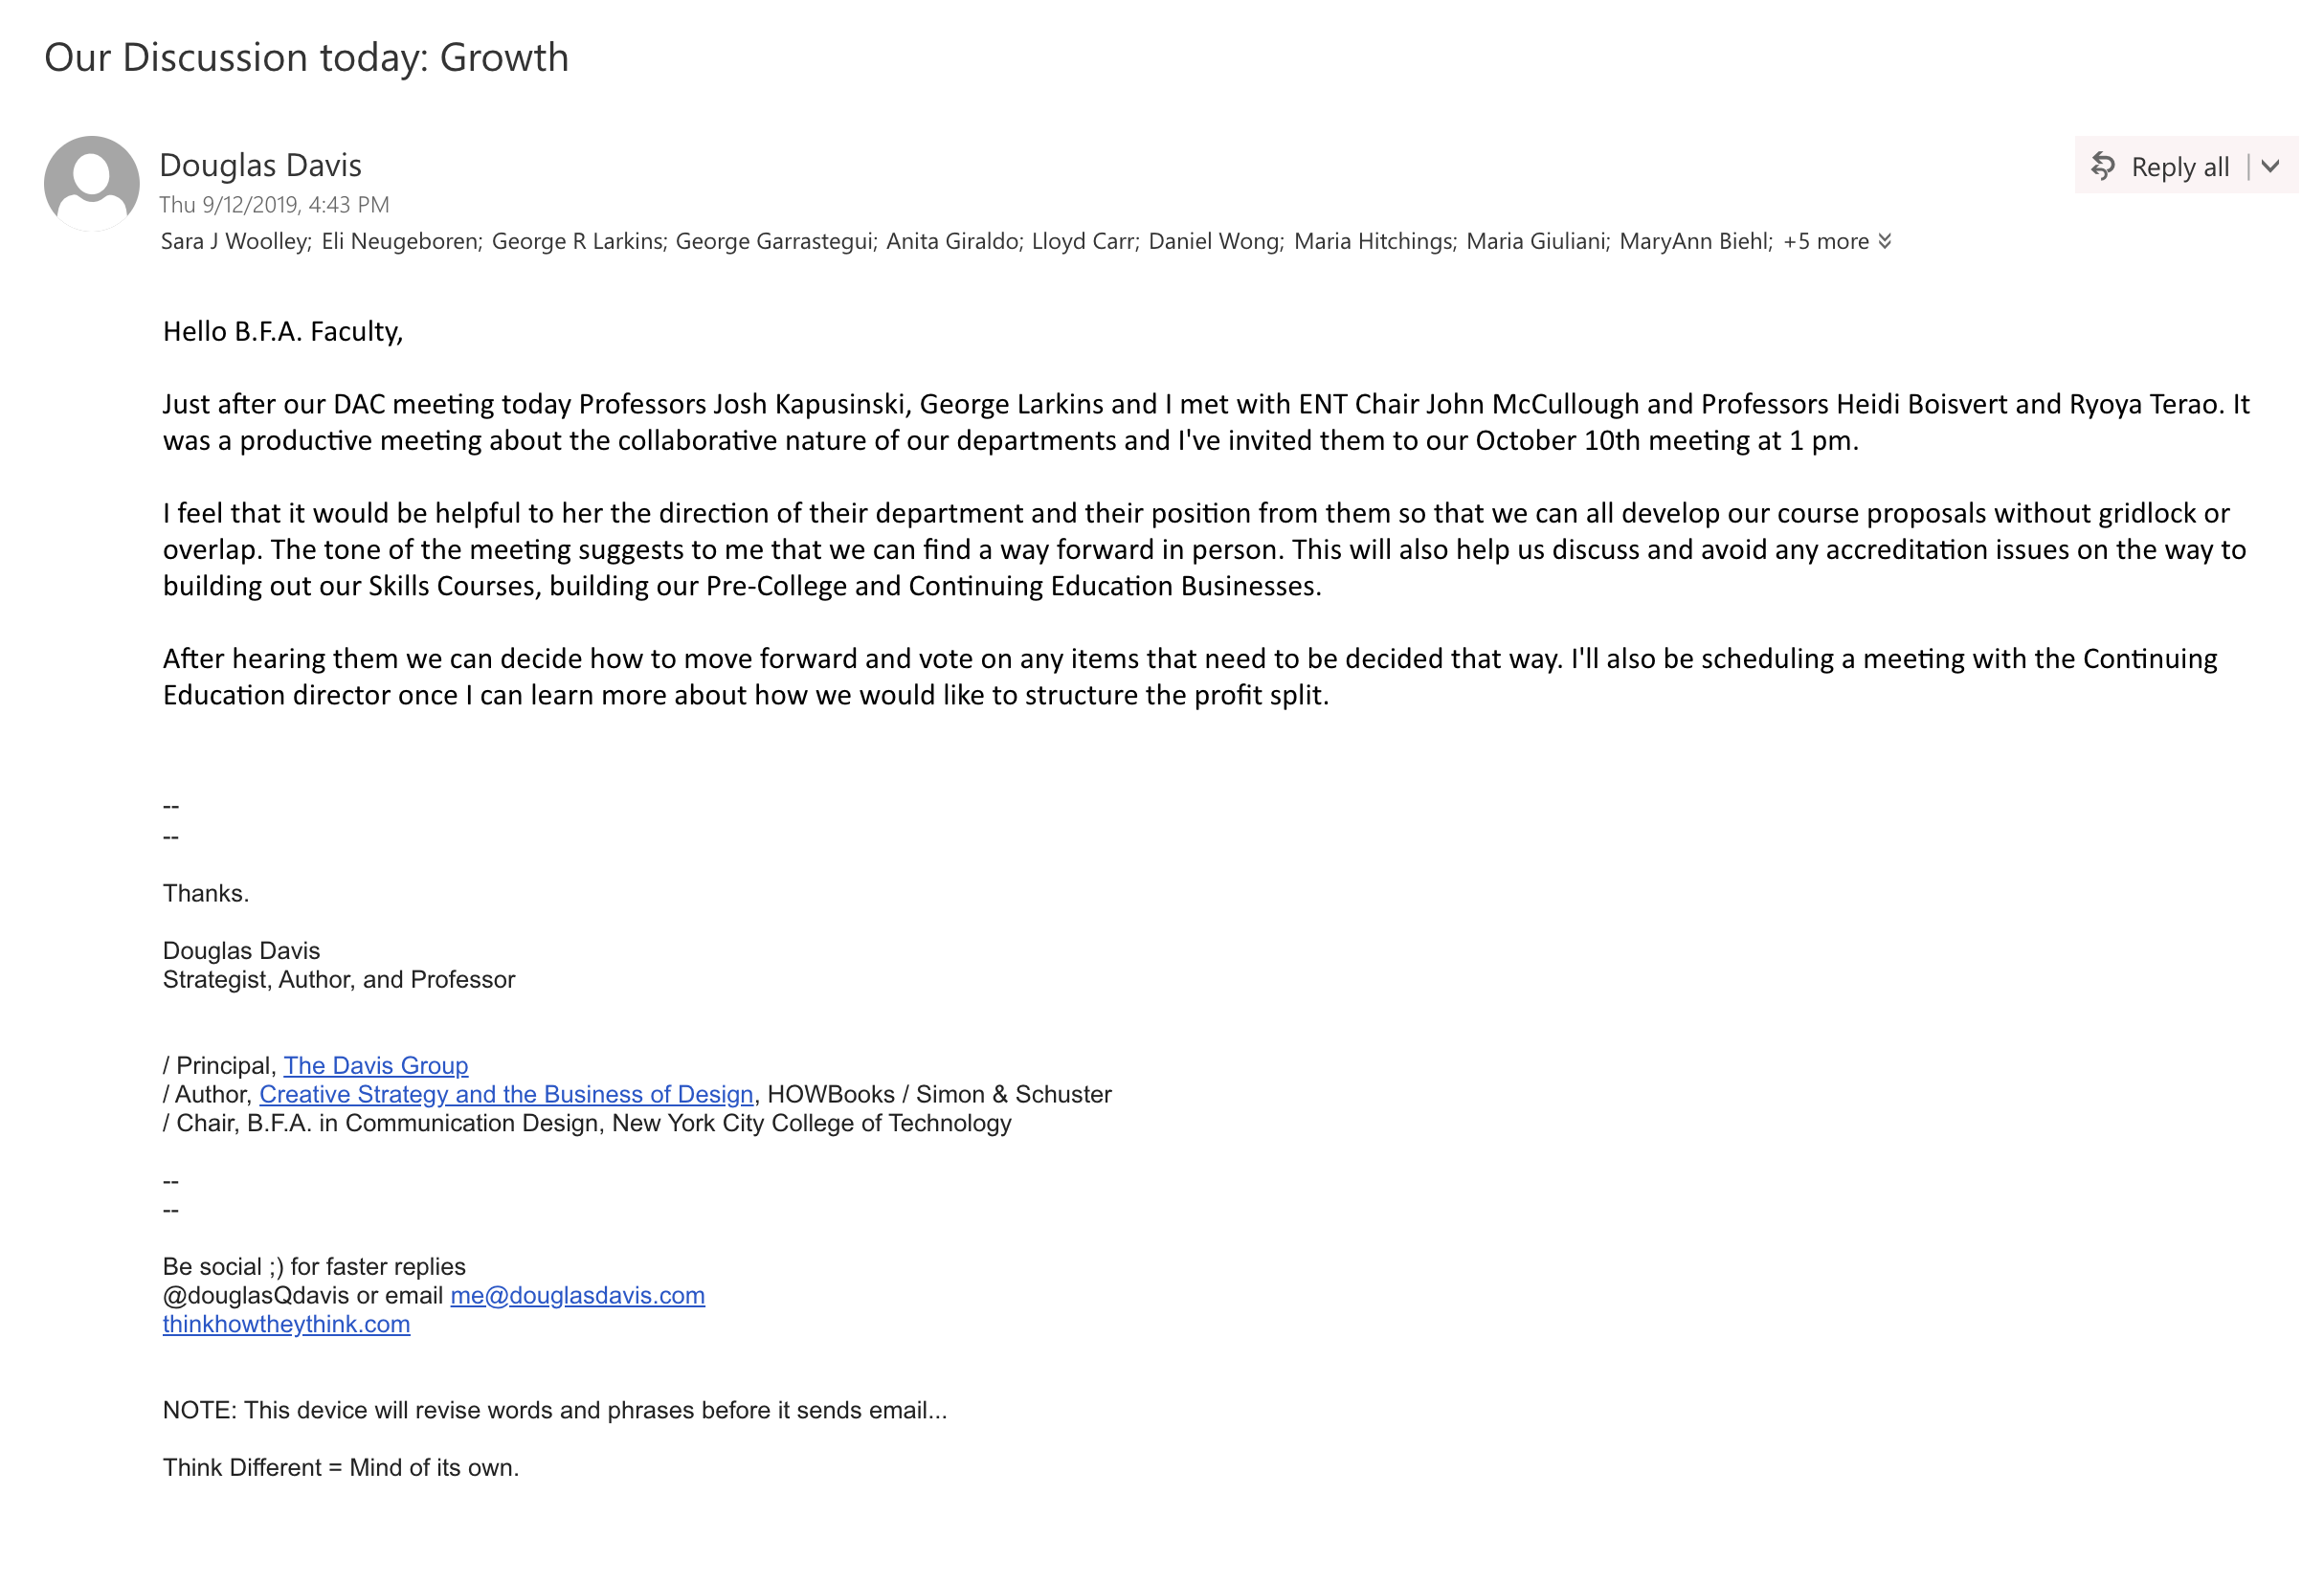 Our Discussion today: Growth
Douglas Davis
Reply all
Thu 9/12/2019, 4:43 PM
Sara J Woolley; Eli Neugeboren; George R Larkins; George Garrastegui; Anita Giraldo; Lloyd Carr; Daniel Wong; Maria Hitchings; Maria Giuliani; MaryAnn Biehl; +5 more
Hello B.F.A. Faculty,
Just after our DAC meeting today Professors Josh Kapusinski, George Larkins and I met with ENT Chair John McCullough and Professors Heidi Boisvert and Ryoya Terao. It
was a productive meeting about the collaborative nature of our departments and I've invited them to our October 10th meeting at 1 pm.
I feel that it would be helpful to her the direction of their department and their position from them so that we can all develop our course proposals without gridlock or
overlap. The tone of the meeting suggests to me that we can find a way forward in person. This will also help us discuss and avoid any accreditation issues on the way to
building out our Skills Courses, building our Pre-College and Continuing Education Businesses.
After hearing them we can decide how to move forward and vote on any items that need to be decided that way. I'll also be scheduling a meeting with the Continuing
Education director once I can learn more about how we would like to structure the profit split.
--
--
Thanks.
Douglas Davis
Strategist, Author, and Professor
/ Principal, The Davis Group
/ Author, Creative Strategy and the Business of Design, HOWBooks / Simon & Schuster
/ Chair, B.F.A. in Communication Design, New York City College of Technology
--
--
Be social ;) for faster replies
@douglasQdavis or email me@douglasdavis.com
thinkhowtheythink.com
NOTE: This device will revise words and phrases before it sends email...
Think Different = Mind of its own.